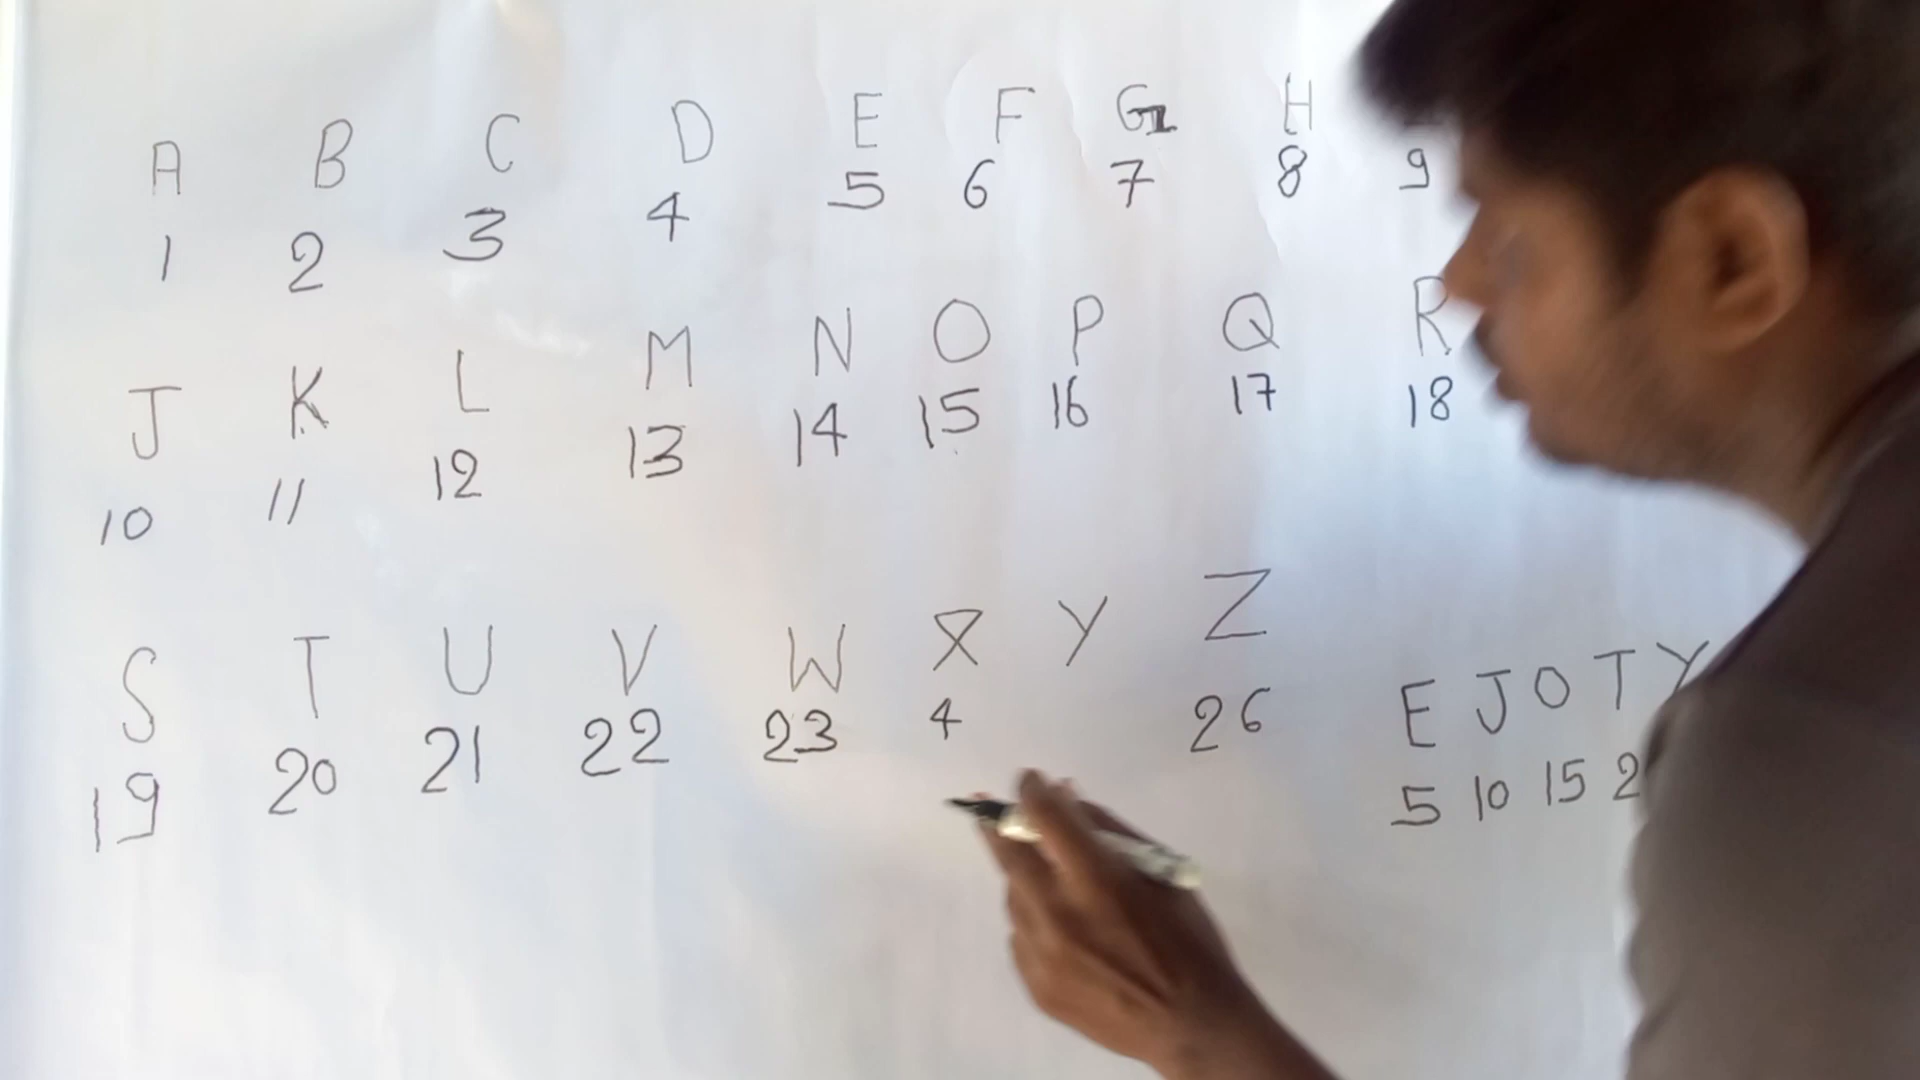 A B C D E F G H
1 2 3 4 5 6 7 8 9
J K L M N O P Q R
10 11 12 13 14 15 16 17 18
S T U V W X Y Z
19 20 21 22 23 4 26
E J O T Y
5 10 15 2